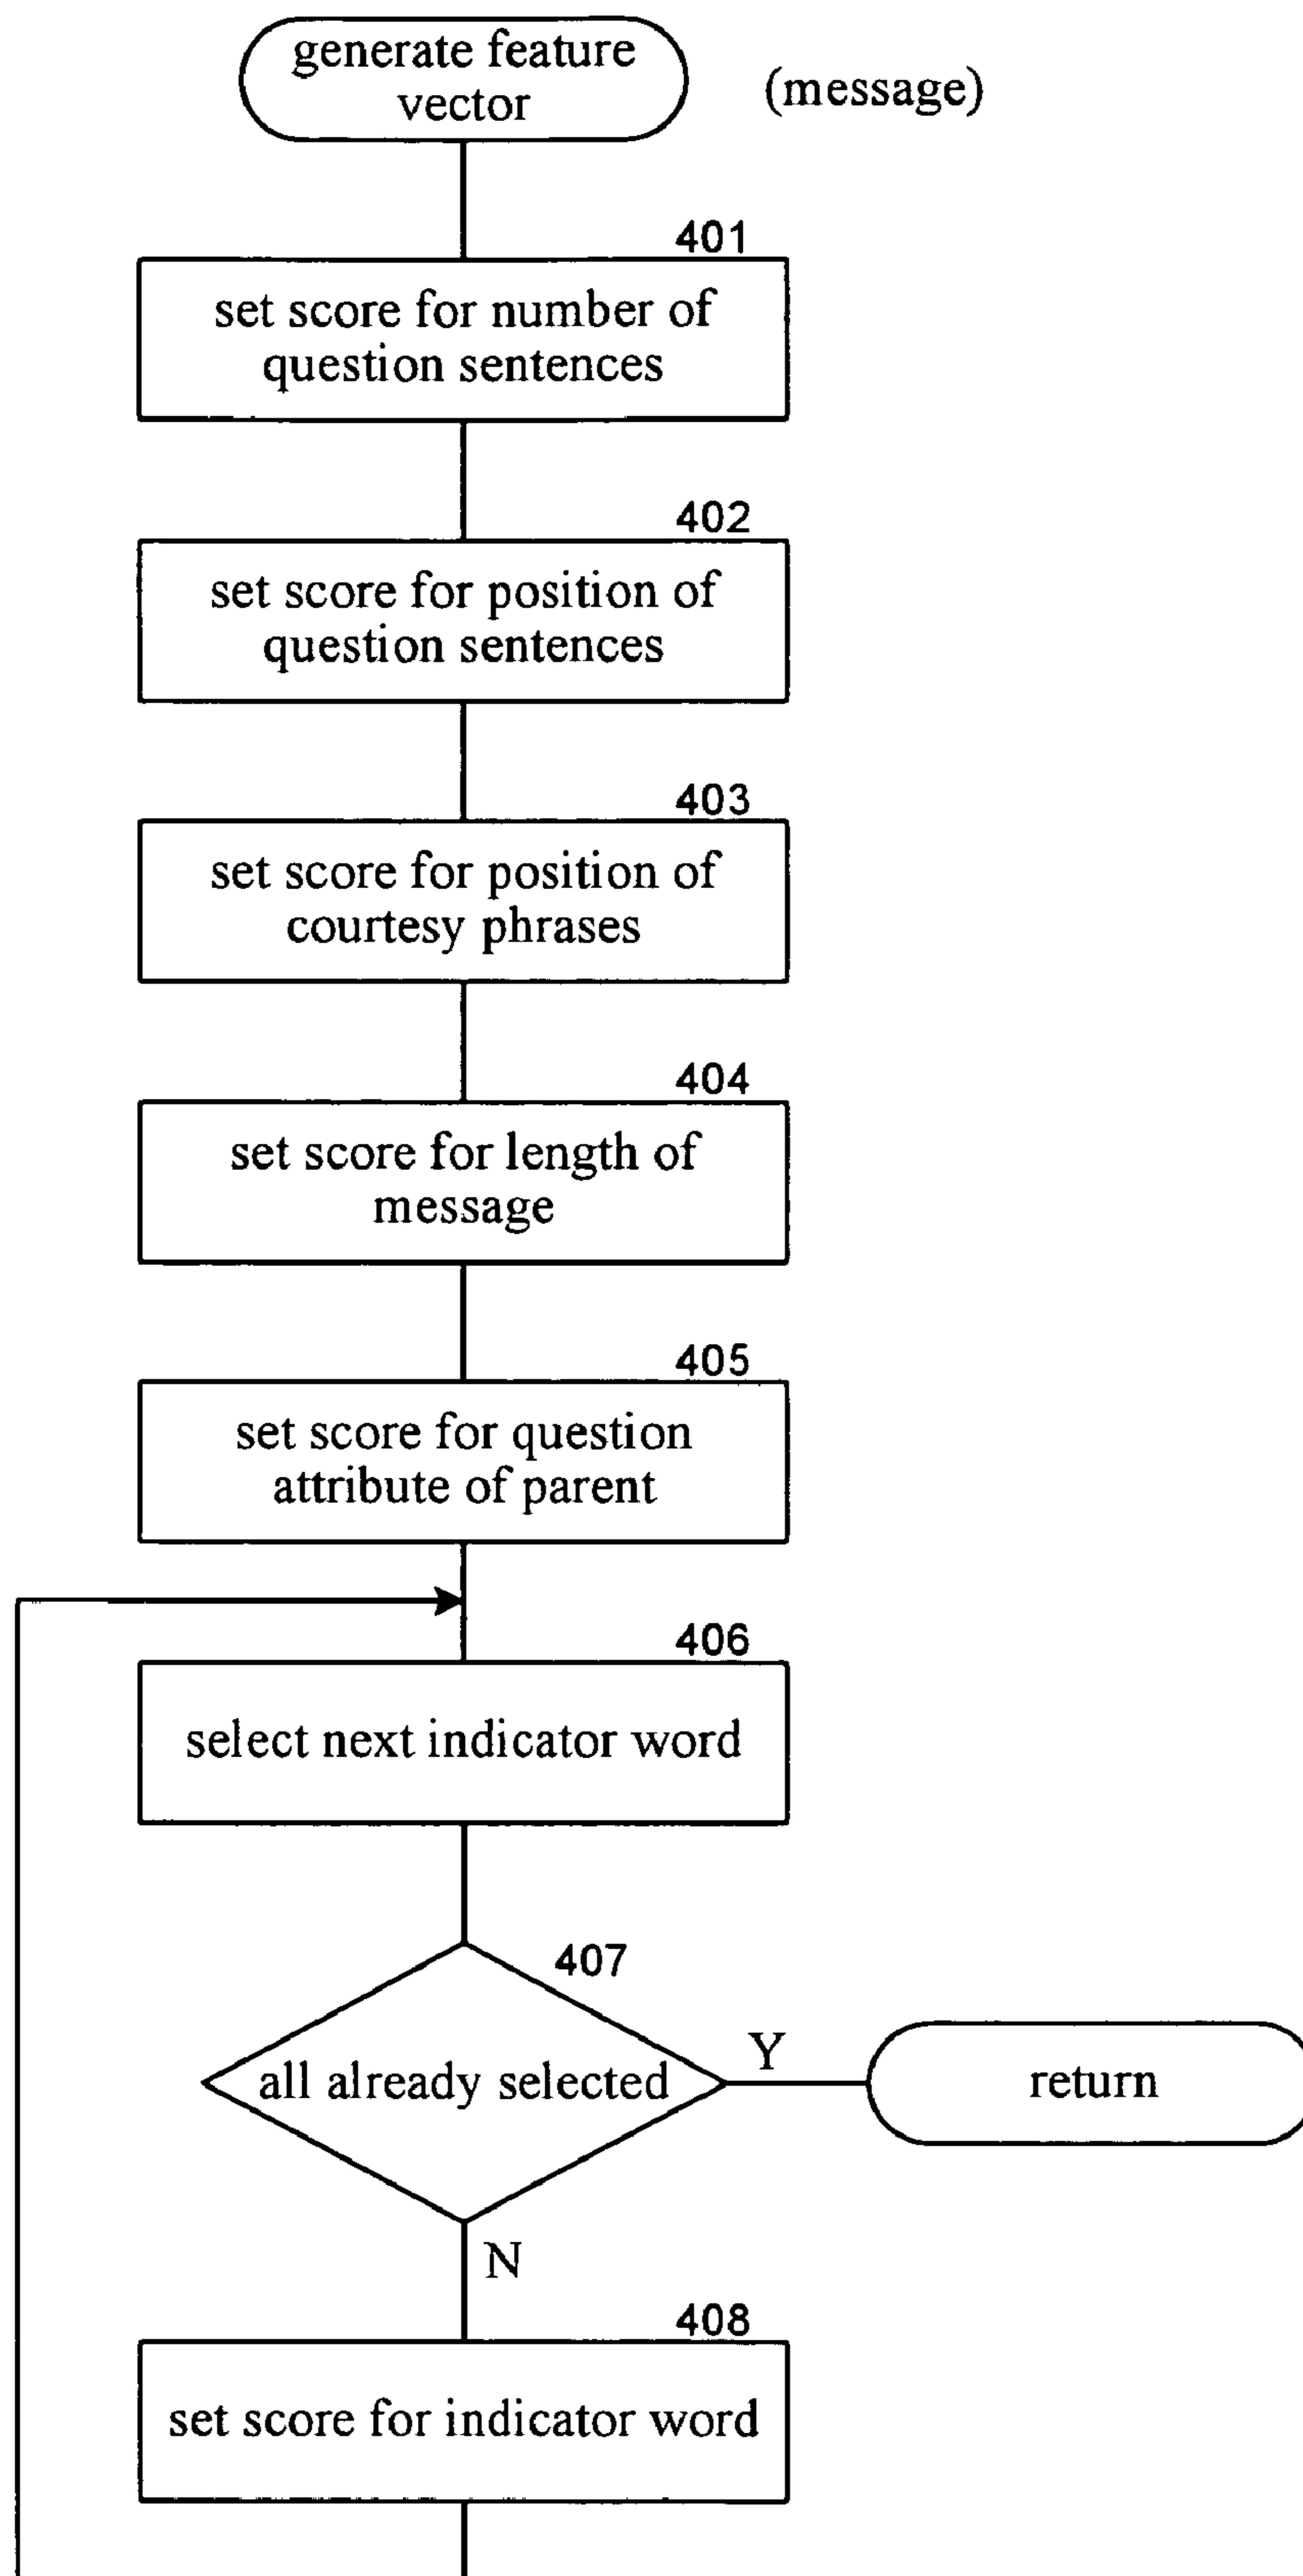 generate feature
vector
(message)
401
set score for number of
question sentences
402
set score for position of
question sentences
403
set score for position of
courtesy phrases
404
set score for length of
message
405
set score for question
attribute of parent
406
select next indicator word
407
all already selected
Y
return
N
408
set score for indicator word